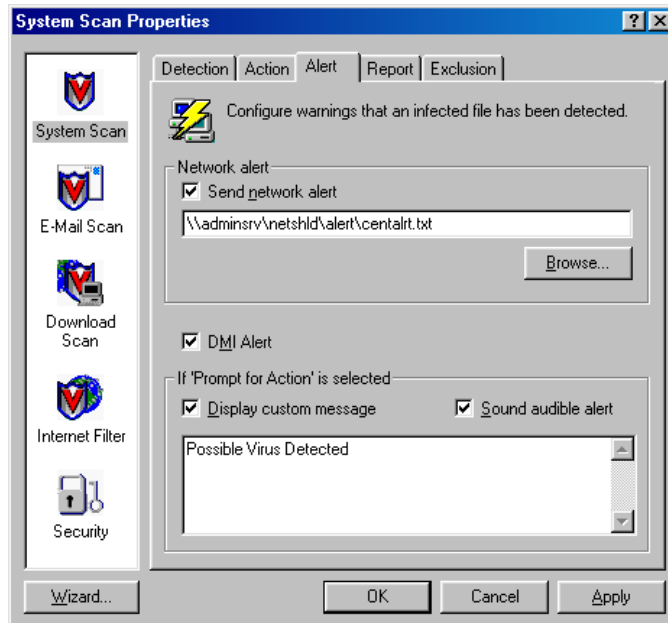 System Scan Properties
Detection Action Alert Report Exclusion
Configure warnings that an infected file has been detected.
System Scan
E-Mail Scan
Download
Scan
Internet Filter
Security
Network alert
Send network alert
\\adminsrv\netshld\alert\centalrt.txt
Browse...
DMI Alert
If 'Prompt for Action' is selected
Display custom message Sound audible alert
Possible Virus Detected
Wizard... OK Cancel Apply